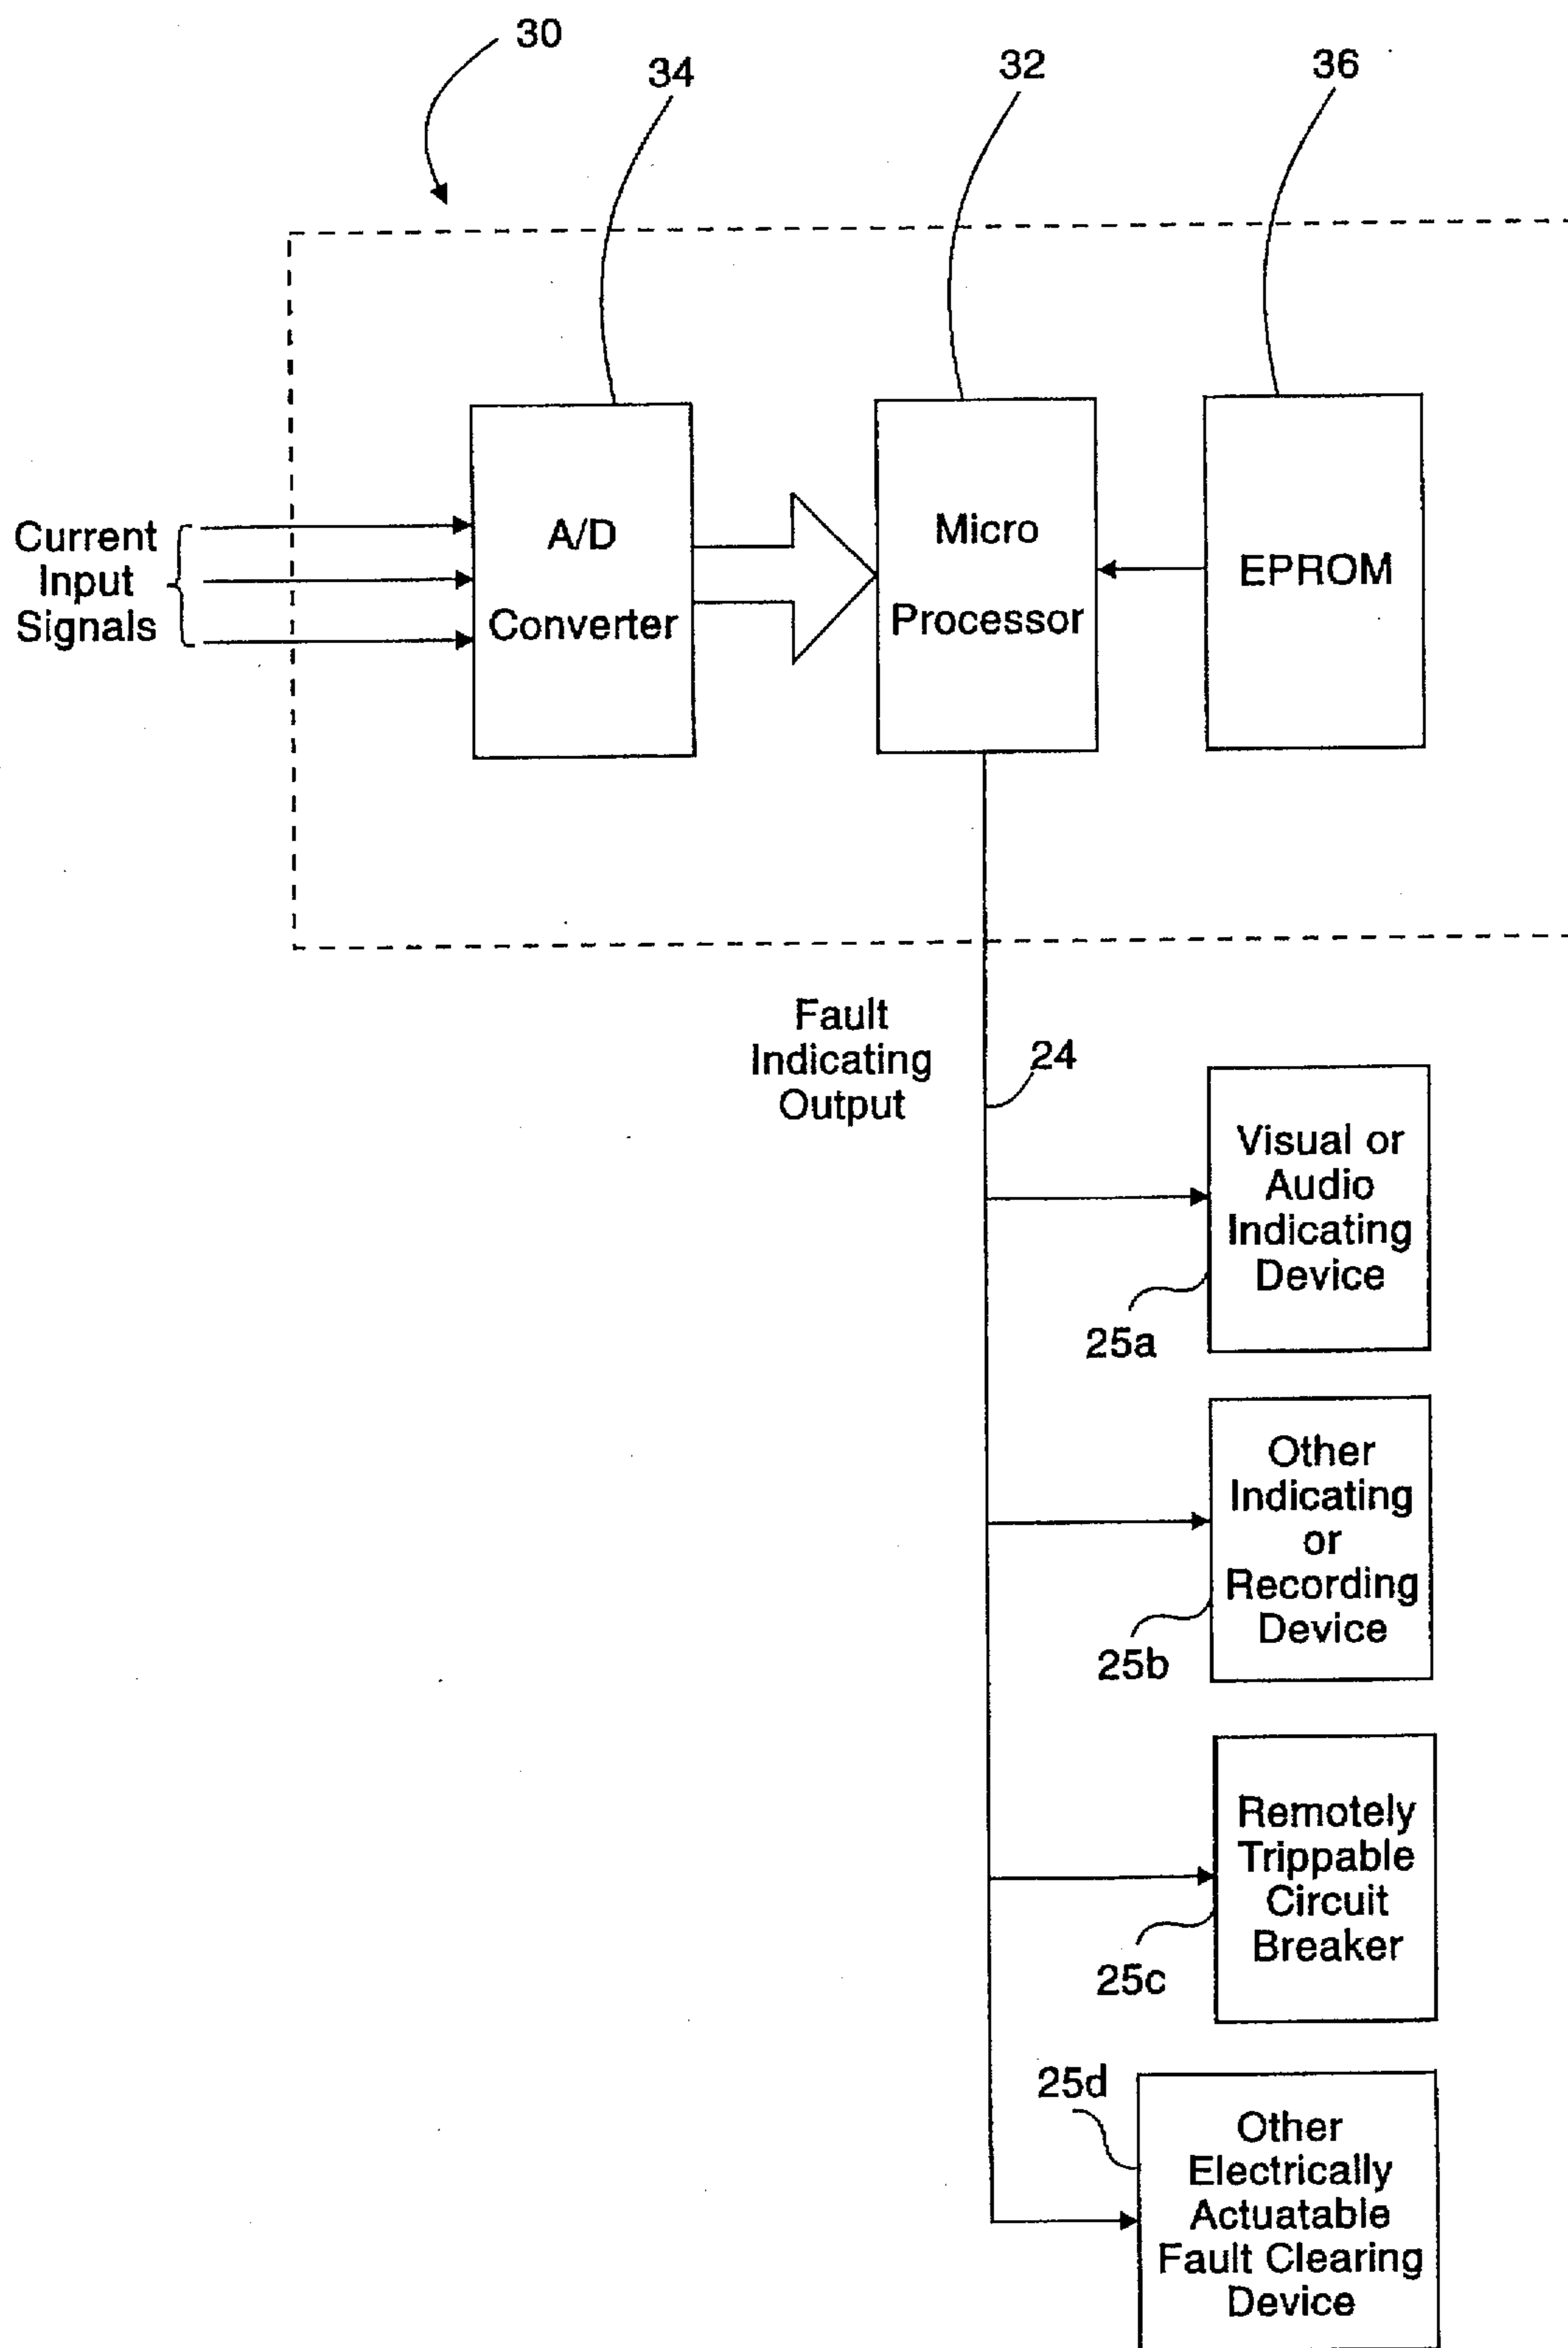 30
34
32
36
Current
Input
Signals
A/D
Converter
Micro
Processor
EPROM
Fault
Indicating
Output
24
Visual or
Audio
Indicating
Device
25a
Other
Indicating
or
Recording
Device
25b
Remotely
Trippable
Circuit
Breaker
25c
25d
Other
Electrically
Actuatable
Fault Clearing
Device